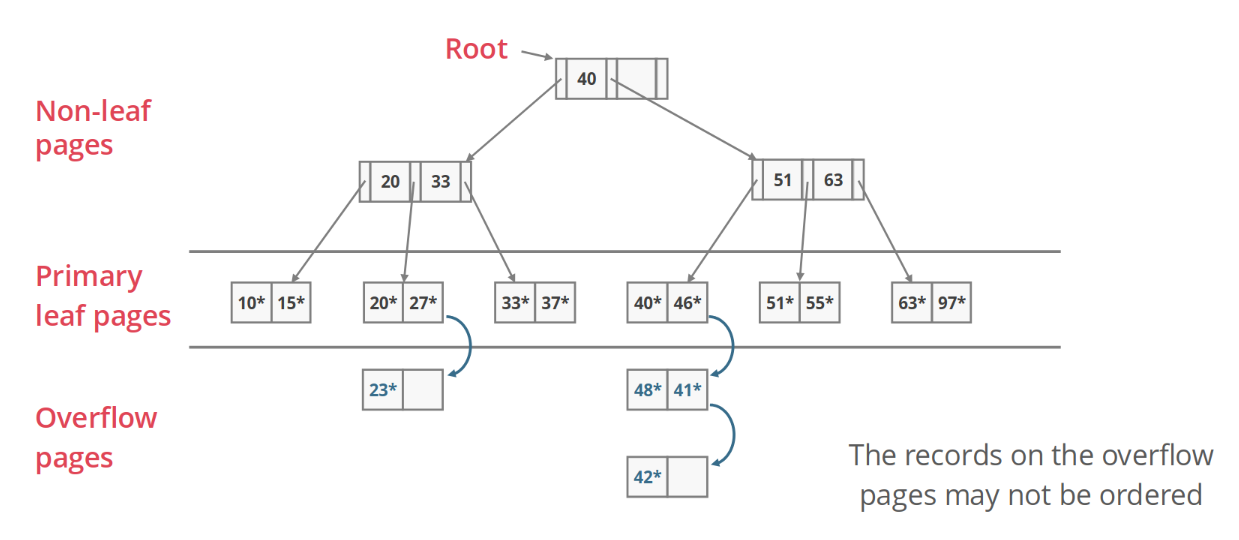 Root
40
Non-leaf
pages
20 33
51 63
Primary
leaf pages
10* 15*
20* 27*
33* 37*
40* 46*
51* 55*
63* 97*
Overflow
pages
23*
48* 41*
42*
The records on the overflow
pages may not be ordered